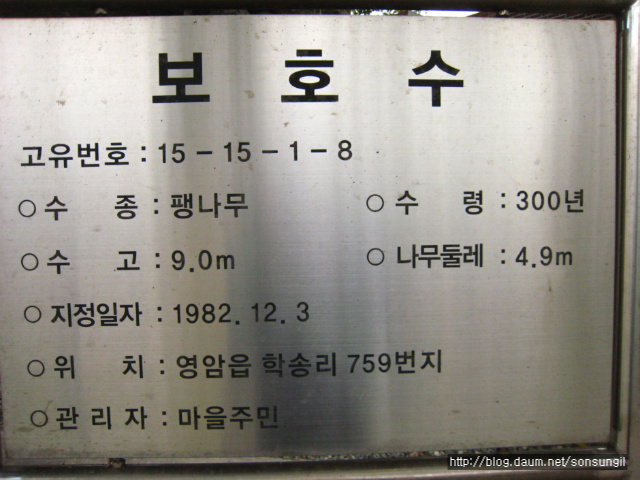 보 호 수
고유번호 : 15 - 15 - 1 - 8
○ 수 종 : 팽나무 ○ 수 령 : 300년
○ 수 고 : 9.0m ○ 나무둘레 : 4.9m
○ 지정일자 : 1982. 12. 3
○ 위 치 : 영암읍 학송리 759번지
○ 관 리 자 : 마을주민
http://blog.daum.net/sonsungil